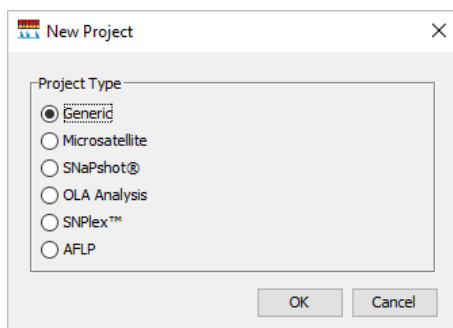 New Project
Project Type
Generic
Microsatellite
SNaPshot®
OLA Analysis
SNPlex™
AFLP
OK Cancel